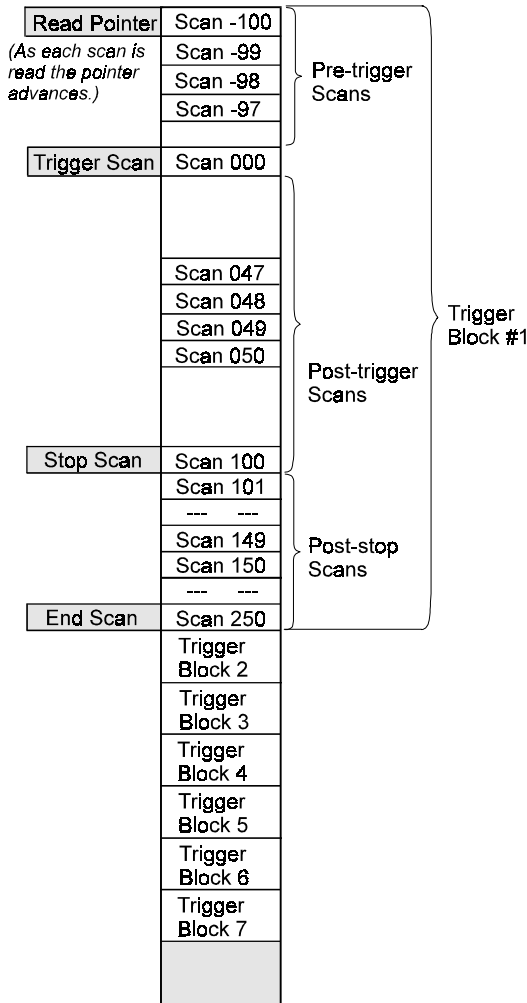 Read Pointer
Scan -100
(As each scan is
read the pointer
advances.)
Scan -99
Scan -98
Scan -97
Pre-trigger
Scans
Trigger Scan
Scan 000
Scan 047
Scan 048
Scan 049
Scan 050
Trigger
Block #1
Post-trigger
Scans
Stop Scan
Scan 100
Scan 101
--- ---
Scan 149
Scan 150
--- ---
Post-stop
Scans
End Scan
Scan 250
Trigger
Block 2
Trigger
Block 3
Trigger
Block 4
Trigger
Block 5
Trigger
Block 6
Trigger
Block 7